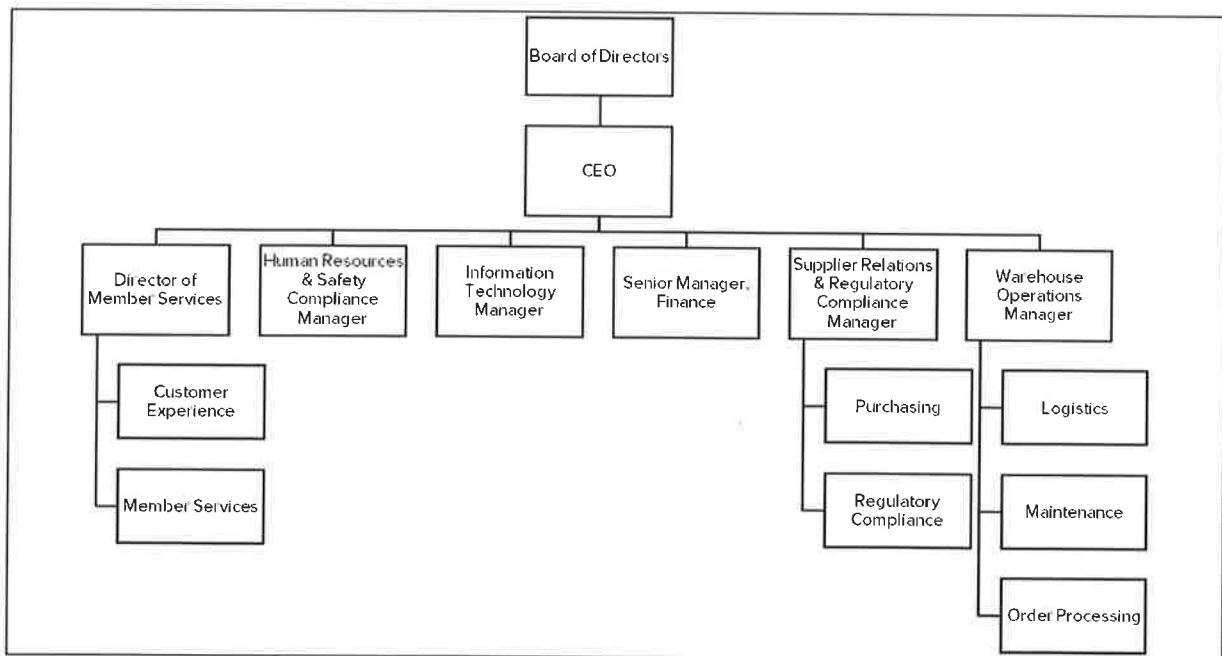 Board of Directors
CEO
Director of
Member Services
Human Resources
& Safety
Compliance
Manager
Information
Technology
Manager
Senior Manager,
Finance
Supplier Relations
& Regulatory
Compliance
Manager
Warehouse
Operations
Manager
Customer
Experience
Member Services
Purchasing
Regulatory
Compliance
Logistics
Maintenance
Order Processing